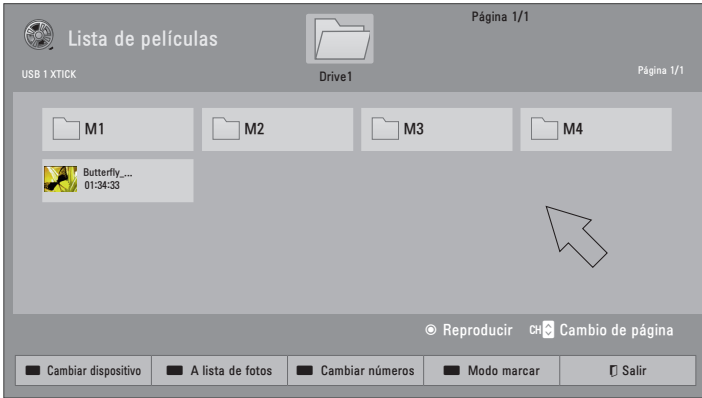 Página 1/1
Lista de películas
USB 1 XTICK
Drive1
Página 1/1
M1
M2
M3
M4
Butterfly_...
01:34:33
Reproducir
CH
Cambio de página
Cambiar dispositivo
A lista de fotos
Cambiar números
Modo marcar
Salir